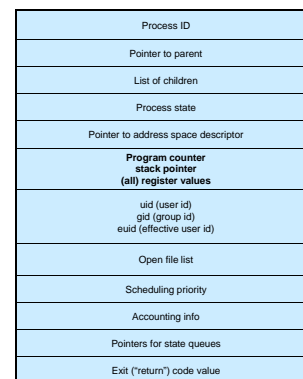 Process ID
Pointer to parent
List of children
Process state
Pointer to address space descriptor
Program counter
stack pointer
(all) register values
uid (user id)
gid (group id)
euid (effective user id)
Open file list
Scheduling priority
Accounting info
Pointers for state queues
Exit (“return”) code value